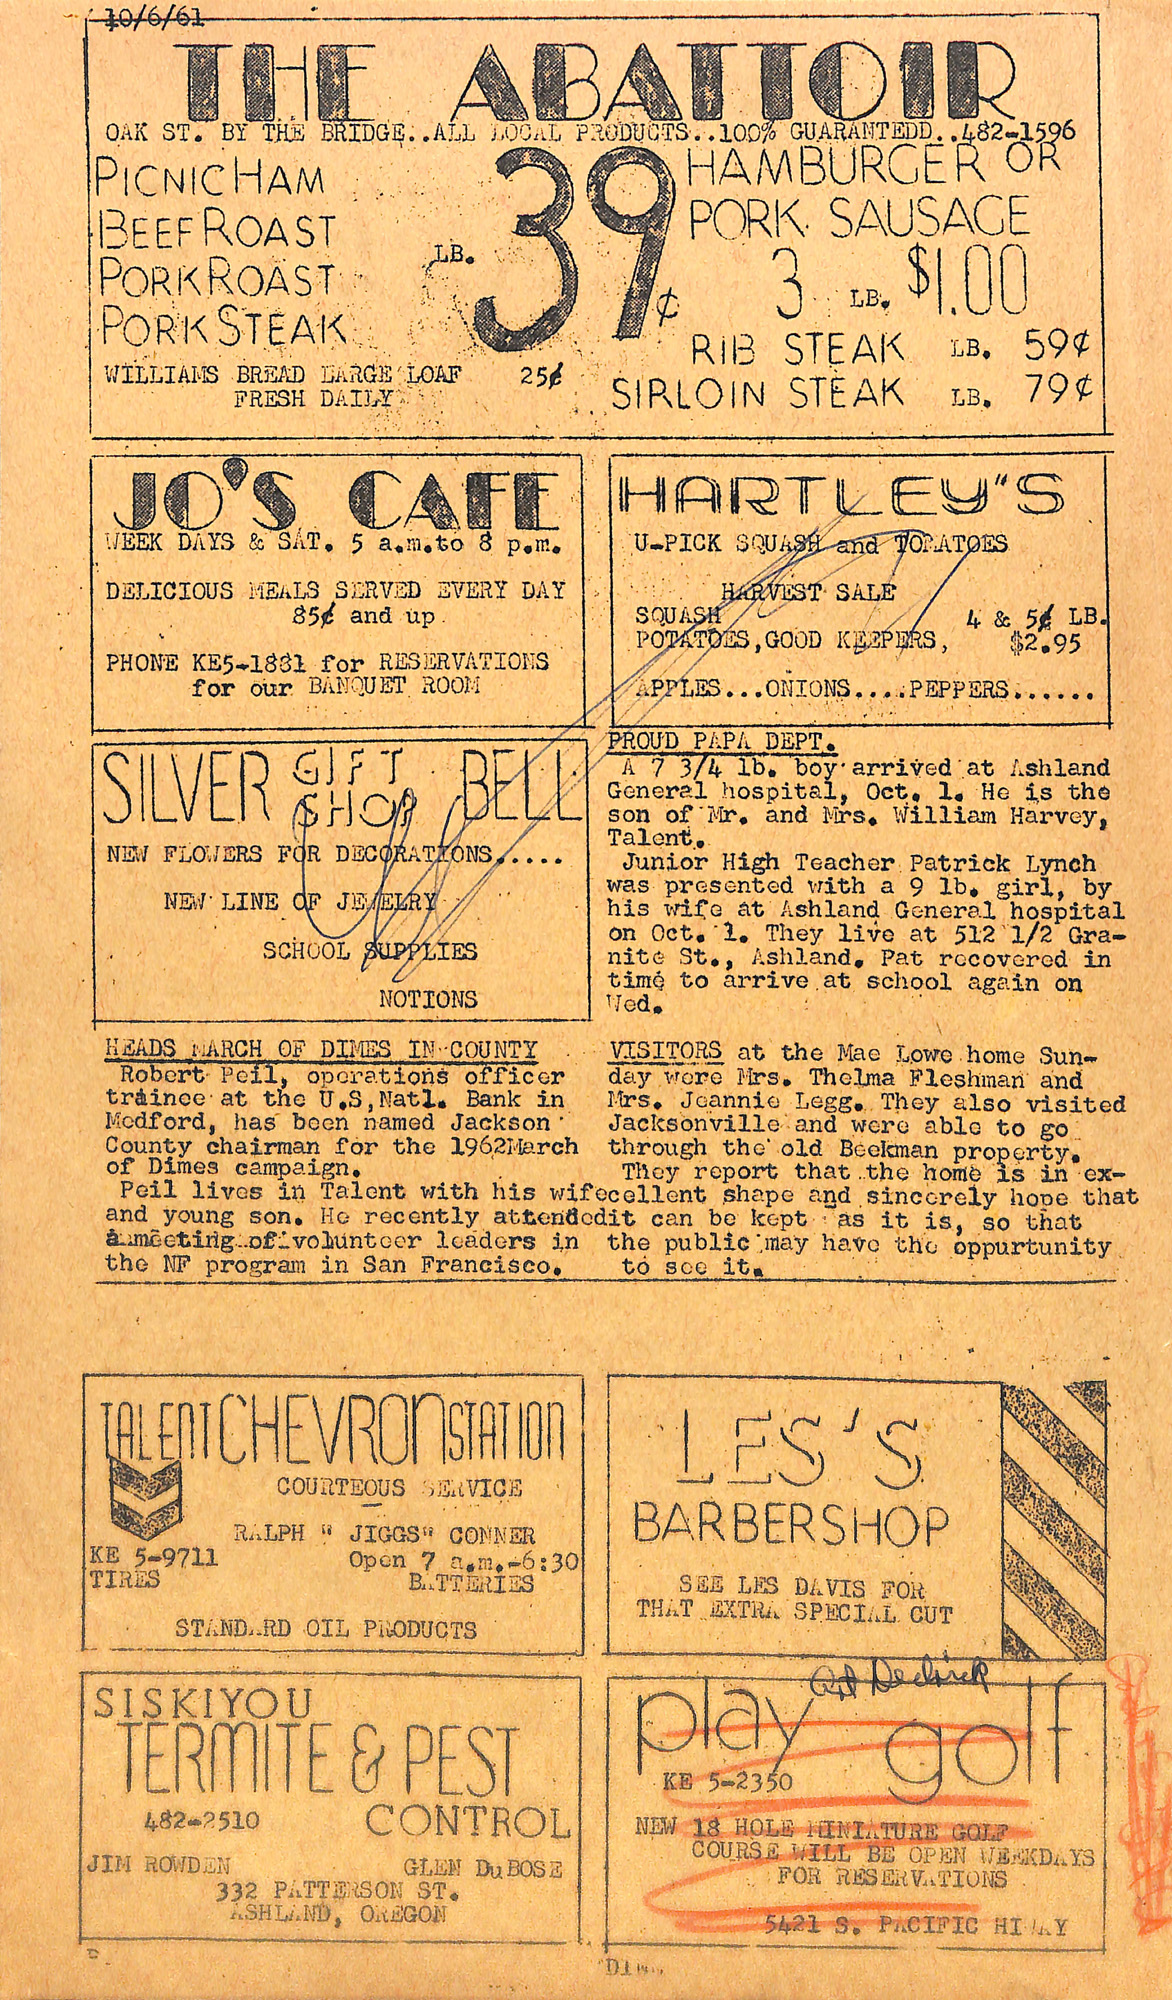 10/6/61
THE ABATTOIR
OAK ST. BY THE BRIDGE..ALL LOCAL PRODUCTS..100% GUARANTEDD..482-1596
PICNIC HAM
BEEF ROAST
PORK ROAST
PORK STEAK
LB. 39¢
WILLIAMS BREAD LARGE LOAF 25¢
FRESH DAILY
HAMBURGER OR
PORK SAUSAGE
3 LB. $1.00
RIB STEAK LB. 59¢
SIRLOIN STEAK LB. 79¢
JO'S CAFE
WEEK DAYS & SAT. 5 a.m.to 8 p.m.
DELICIOUS MEALS SERVED EVERY DAY
85¢ and up
PHONE KE5-1881 for RESERVATIONS
for our BANQUET ROOM
HARTLEY"S
U-PICK SQUASH and TOMATOES
HARVEST SALE
SQUASH 4 & 5¢ LB.
POTATOES,GOOD KEEPERS, $2.95
APPLES...ONIONS....PEPPERS......
SILVER GIFT SHOP BELL
NEW FLOWERS FOR DECORATIONS.....
NEW LINE OF JEWELRY
SCHOOL SUPPLIES
NOTIONS
PROUD PAPA DEPT.
A 7 3/4 lb. boy arrived at Ashland
General hospital, Oct. 1. He is the
son of Mr. and Mrs. William Harvey,
Talent.
Junior High Teacher Patrick Lynch
was presented with a 9 lb. girl, by
his wife at Ashland General hospital
on Oct. 1. They live at 512 1/2 Gra-
nite St., Ashland. Pat recovered in
time to arrive at school again on
Wed.
HEADS MARCH OF DIMES IN COUNTY
Robert Peil, operations officer
trainee at the U.S,Natl. Bank in
Medford, has been named Jackson
County chairman for the 1962March
of Dimes campaign.
Peil lives in Talent with his wife
and young son. He recently attended
a meeting of volunteer leaders in
the NF program in San Francisco.
VISITORS at the Mae Lowe home Sun-
day were Mrs. Thelma Fleshman and
Mrs. Jeannie Legg. They also visited
Jacksonville and were able to go
through the old Beekman property.
They report that the home is in ex-
cellent shape and sincerely hope that
it can be kept as it is, so that
the public may have the oppurtunity
to see it.
TALENT CHEVRON STATION
COURTEOUS SERVICE
RALPH " JIGGS" CONNER
KE 5-9711 Open 7 a.m.-6:30
TIRES BATTERIES
STANDARD OIL PRODUCTS
LES'S
BARBERSHOP
SEE LES DAVIS FOR
THAT EXTRA SPECIAL CUT
SISKIYOU
TERMITE & PEST
482-2510 CONTROL
JIM ROWDEN GLEN DuBOSE
332 PATTERSON ST.
ASHLAND, OREGON
play golf
KE 5-2350
NEW 18 HOLE MINIATURE GOLF
COURSE WILL BE OPEN WEEKDAYS
FOR RESERVATIONS
5421 S. PACIFIC HIWAY